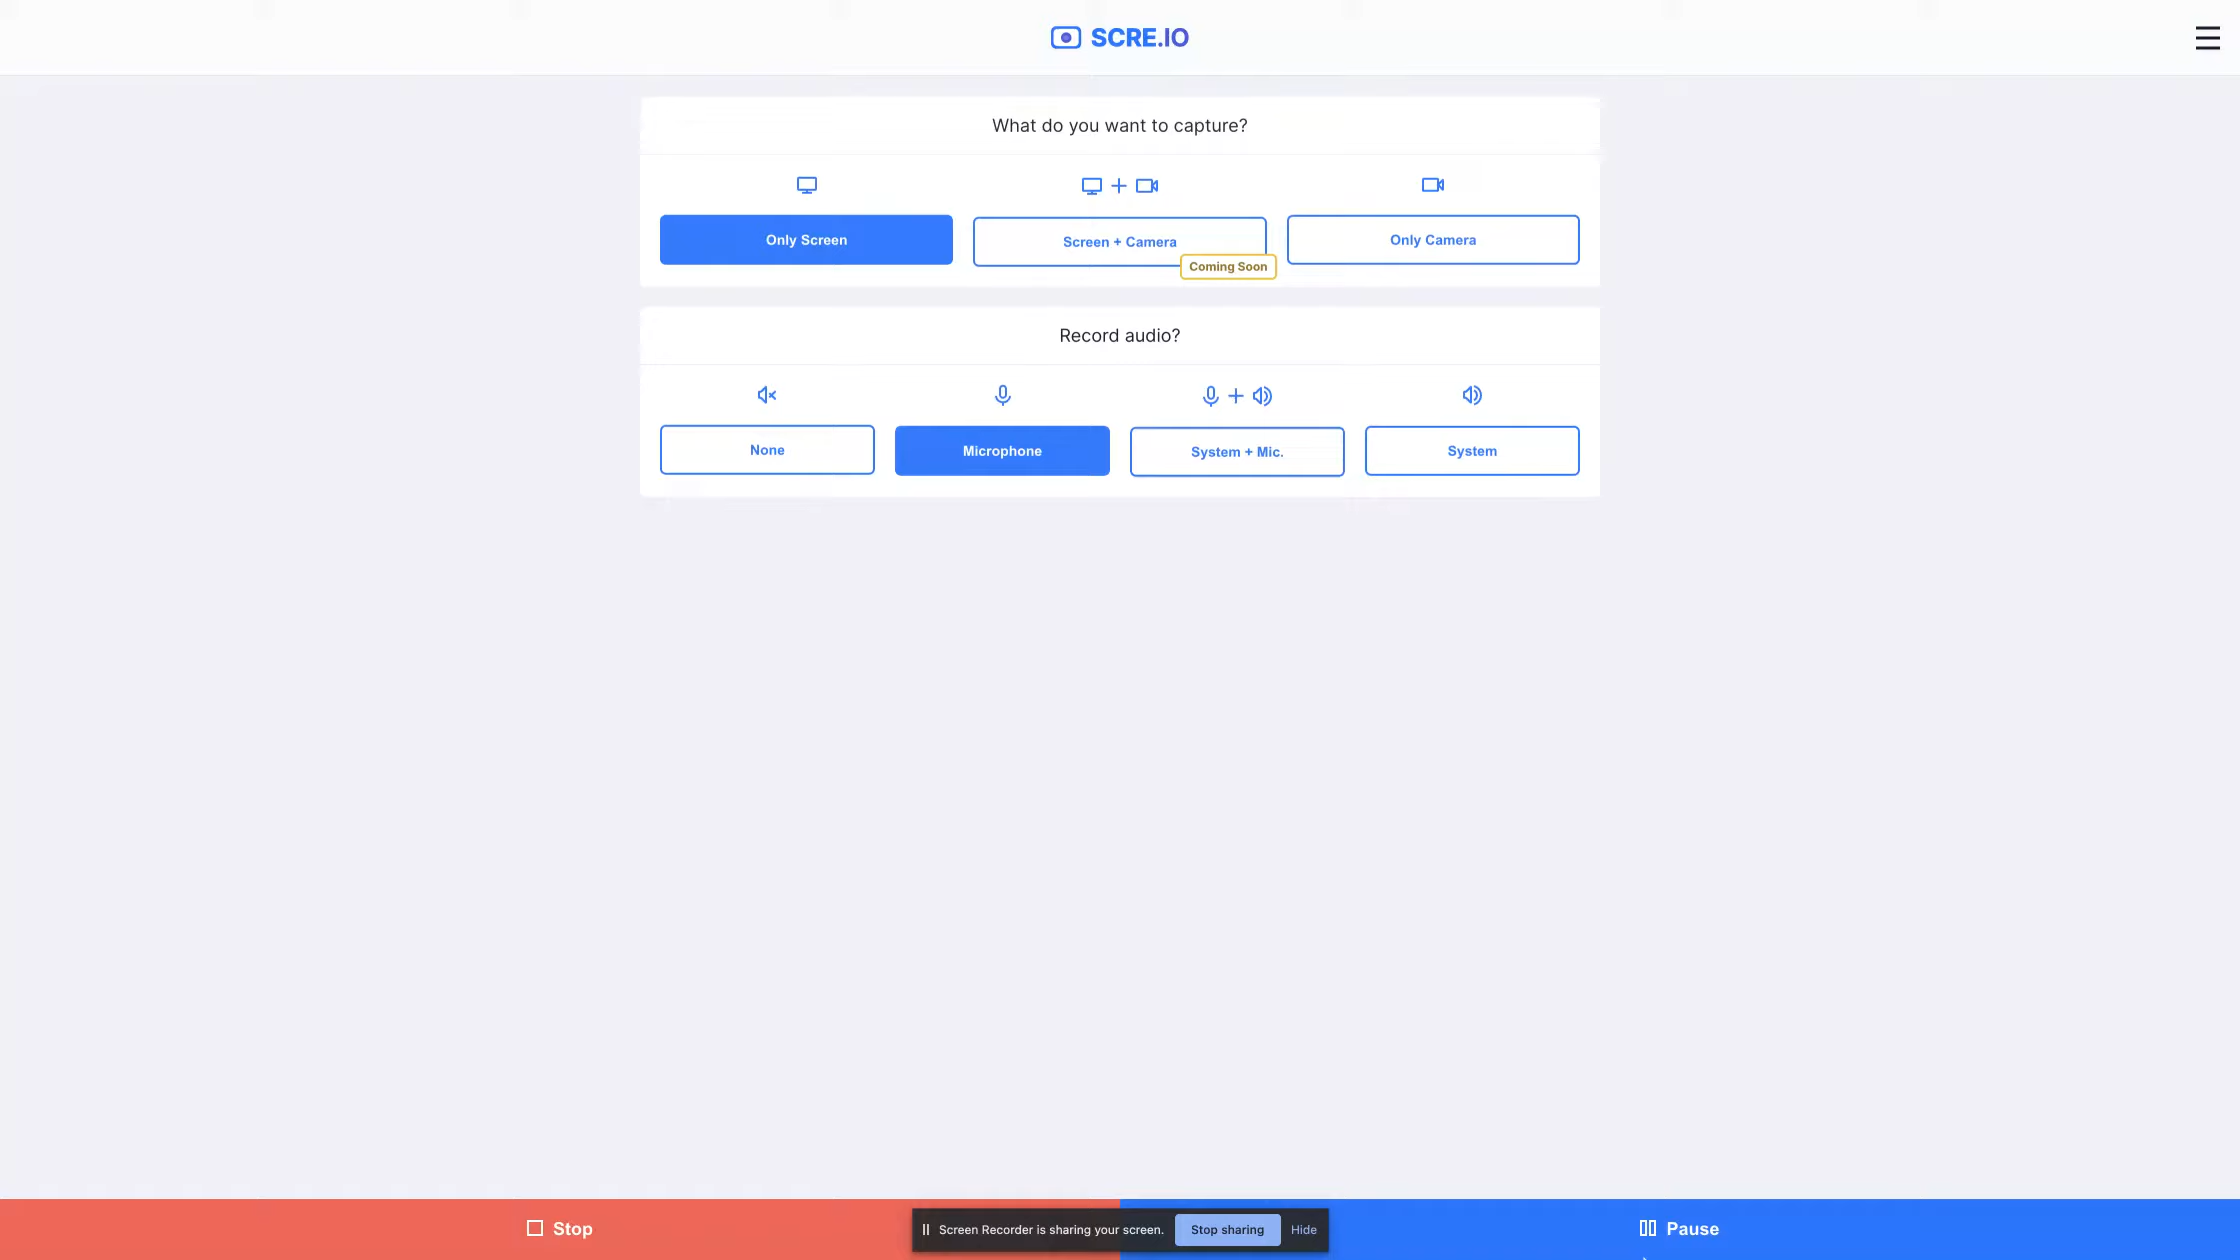 SCRE.IO
What do you want to capture?
Only Screen
Screen + Camera
Coming Soon
Only Camera
Record audio?
None
Microphone
System + Mic.
System
Stop
Screen Recorder is sharing your screen.
Stop sharing
Hide
Pause